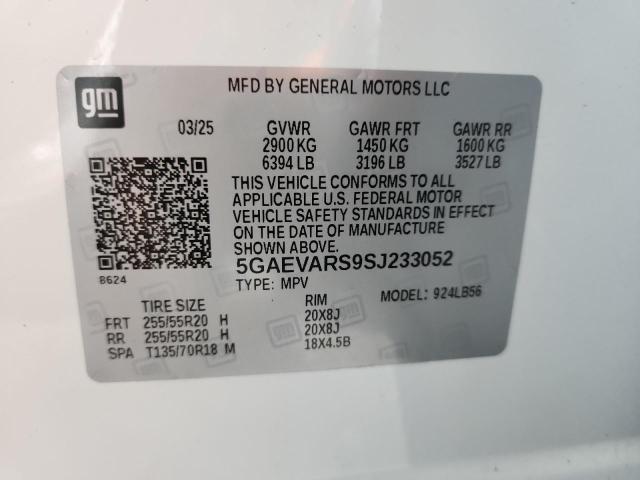 gm
MFD BY GENERAL MOTORS LLC
03/25 GVWR GAWR FRT GAWR RR
2900 KG 1450 KG 1600 KG
6394 LB 3196 LB 3527 LB
THIS VEHICLE CONFORMS TO ALL
APPLICABLE U.S. FEDERAL MOTOR
VEHICLE SAFETY STANDARDS IN EFFECT
ON THE DATE OF MANUFACTURE
SHOWN ABOVE.
5GAEVARS9SJ233052
B624
TYPE: MPV MODEL: 924LB56
TIRE SIZE RIM
FRT 255/55R20 H 20X8J
RR 255/55R20 H 20X8J
SPA T135/70R18 M 18X4.5B